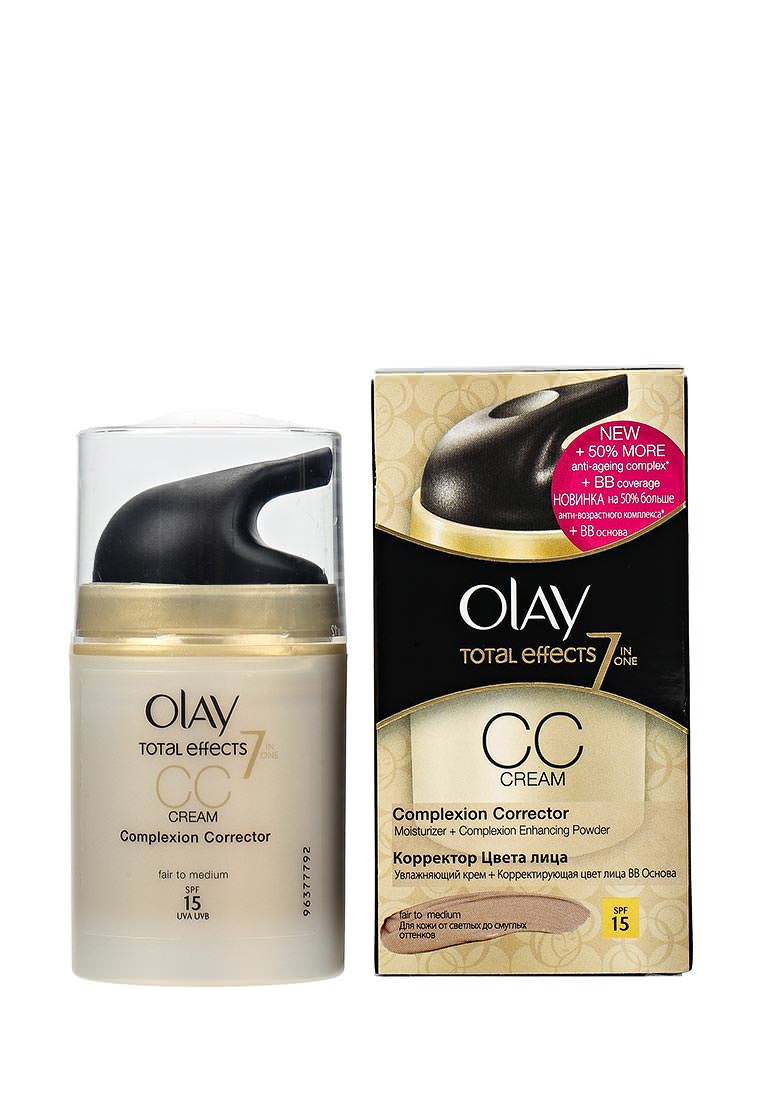 OLAY
TOTAL effects 7 IN ONE
CC
CREAM
Complexion Corrector
fair to medium
SPF
15
UVA UVB
96377792
NEW
+ 50% MORE
anti-ageing complex*
+ BB coverage
НОВИНКА на 50% больше
анти-возрастного комплекса*
+ BB основа
OLAY
TOTAL effects 7 IN ONE
CC
CREAM
Complexion Corrector
Moisturizer + Complexion Enhancing Powder
Корректор Цвета лица
Увлажняющий крем + Корректирующая цвет лица BB Основа
fair to medium
Для кожи от светлых до смуглых
оттенков
SPF
15